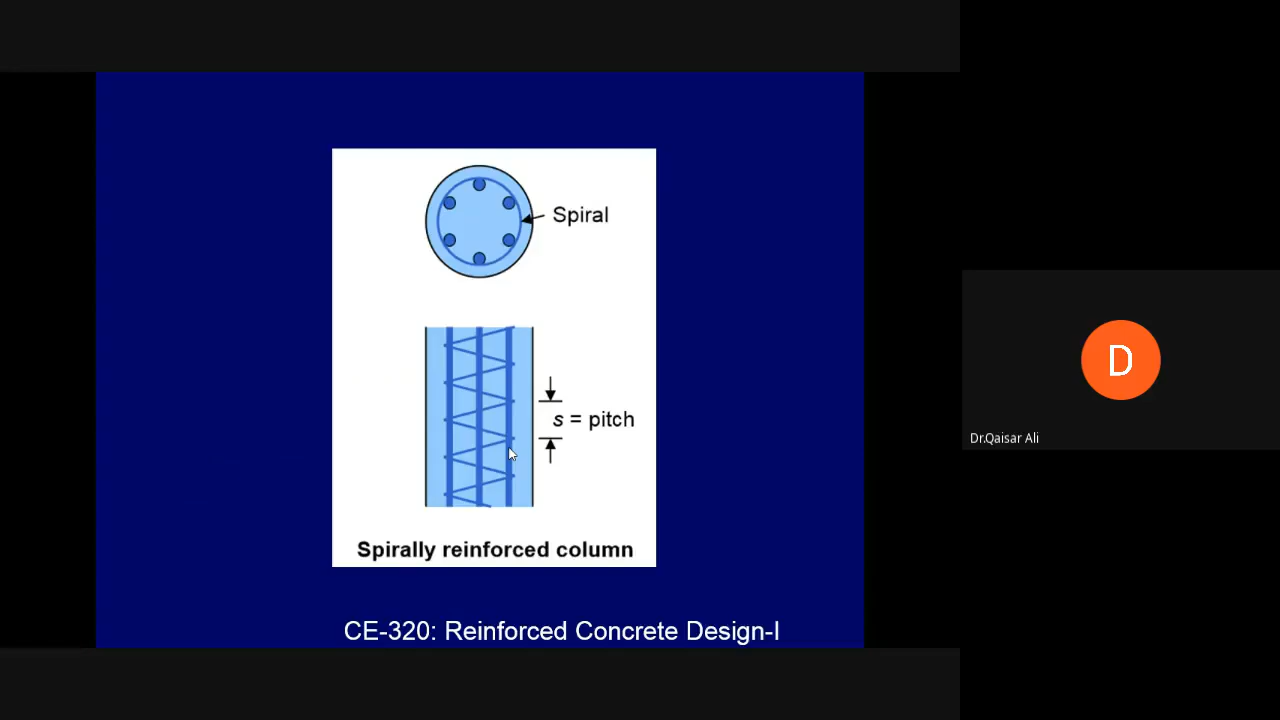 Spiral
s = pitch
Spirally reinforced column
CE-320: Reinforced Concrete Design-I
D
Dr.Qaisar Ali